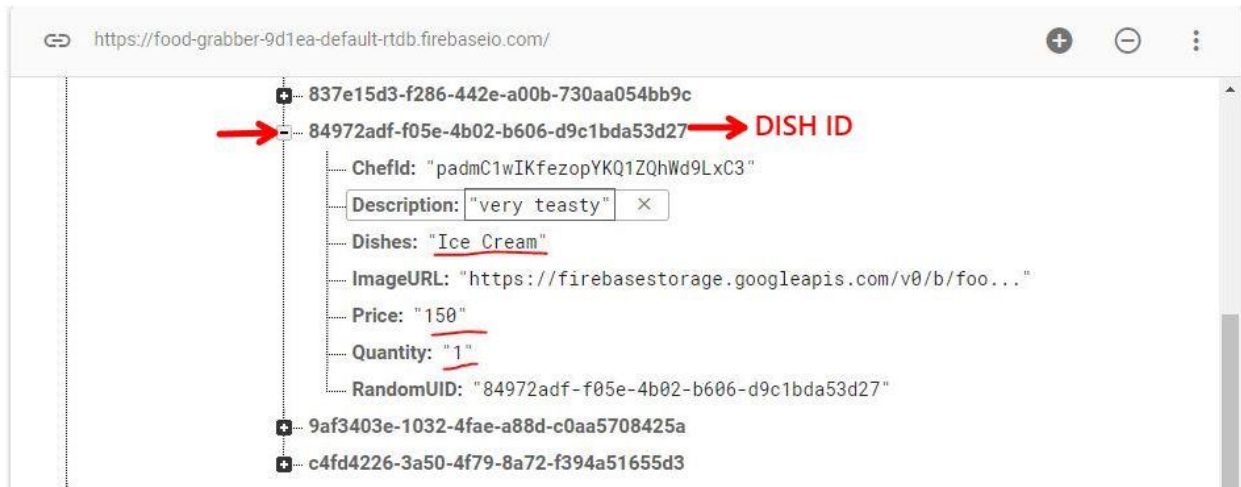 https://food-grabber-9d1ea-default-rtdb.firebaseio.com/
837e15d3-f286-442e-a00b-730aa054bb9c
84972adf-f05e-4b02-b606-d9c1bda53d27 DISH ID
ChefId: "padmC1wIKfezopYKQ1ZQhWd9LxC3"
Description: "very teasty" ×
Dishes: "Ice Cream"
ImageURL: "https://firebasestorage.googleapis.com/v0/b/foo..."
Price: "150"
Quantity: "1"
RandomUID: "84972adf-f05e-4b02-b606-d9c1bda53d27"
9af3403e-1032-4fae-a88d-c0aa5708425a
c4fd4226-3a50-4f79-8a72-f394a51655d3